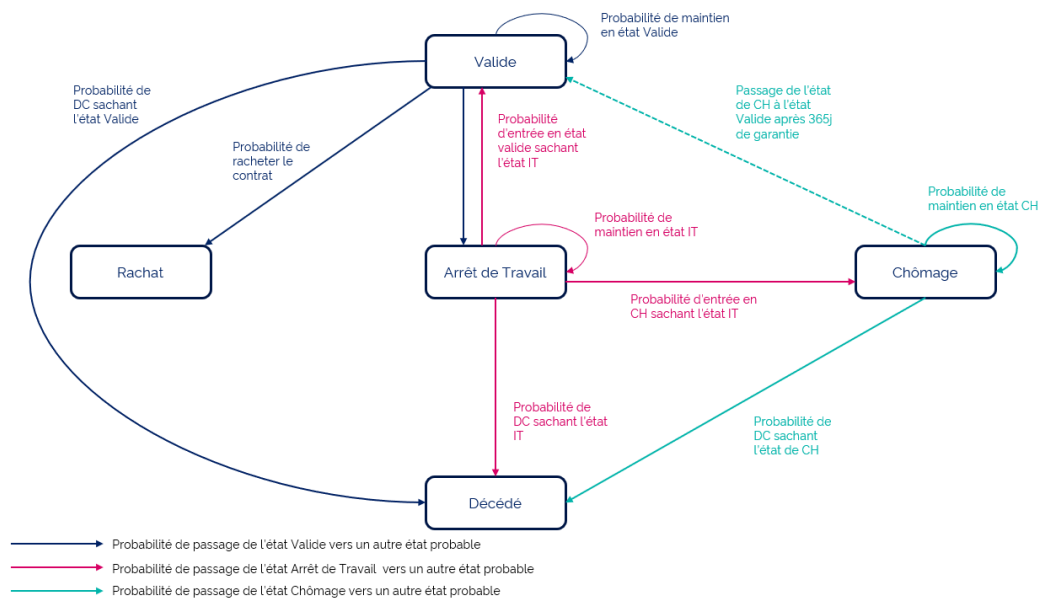 Probabilité de maintien
en état Valide
Valide
Probabilité de
DC sachant
l'état Valide
Passage de l'état
de CH à l'état
Valide après 365j
de garantie
Probabilité
d'entrée en état
valide sachant
l'état IT
Probabilité de
racheter le
contrat
Probabilité de
maintien en état CH
Probabilité de
maintien en état IT
Rachat
Arrêt de Travail
Chômage
Probabilité d'entrée en
CH sachant l'état IT
Probabilité de
DC sachant l'état
IT
Probabilité de
DC sachant
l'état de CH
Décédé
Probabilité de passage de l'état Valide vers un autre état probable
Probabilité de passage de l'état Arrêt de Travail vers un autre état probable
Probabilité de passage de l'état Chômage vers un autre état probable